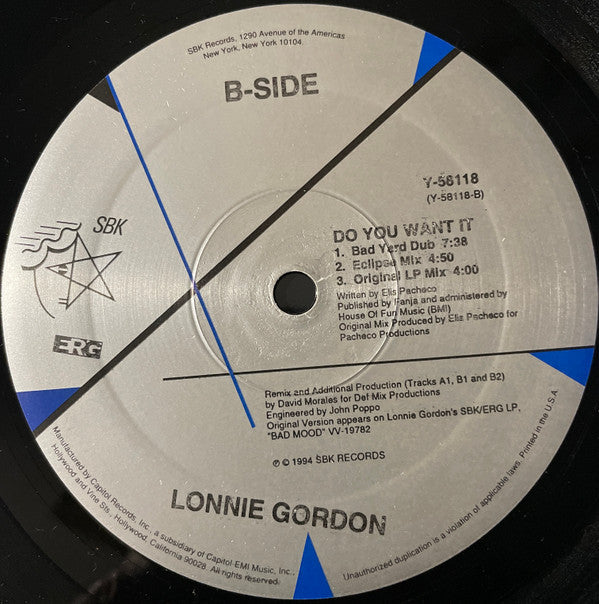 SBK Records, 1290 Avenue of the Americas
New York, New York 10104.
B-SIDE
Y-58118
(Y-58118-B)
SBK
ERG
DO YOU WANT IT
1. Bad Yard Dub 7:38
2. Eclipse Mix 4:50
3. Original LP Mix 4:00
Written by Elis Pacheco
Published by Fanja and administered by
House Of Fun Music (BMI)
Original Mix Produced by Elis Pacheco for
Pacheco Productions
Remix and Additional Production (Tracks A1, B1 and B2)
by David Morales for Def Mix Productions
Engineered by John Poppo
Original Version appears on Lonnie Gordon's SBK/ERG LP,
"BAD MOOD" VV-19782
℗ © 1994 SBK RECORDS
LONNIE GORDON
Manufactured by Capitol Records, Inc., a subsidiary of Capitol-EMI Music, Inc.,
Hollywood and Vine Sts., Hollywood, California 90028. All rights reserved.
Unauthorized duplication is a violation of applicable laws. Printed in the U.S.A.